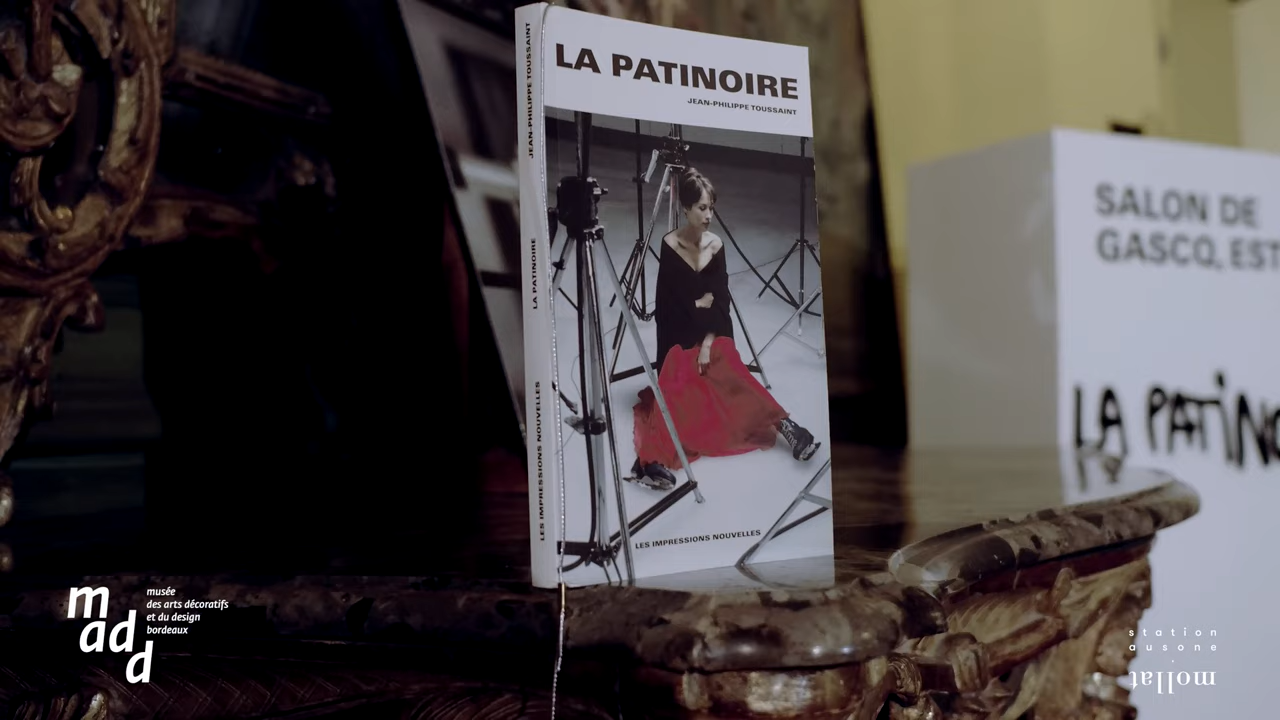 LA PATINOIRE
JEAN-PHILIPPE TOUSSAINT
LES IMPRESSIONS NOUVELLES
JEAN-PHILIPPE TOUSSAINT
LA PATINOIRE
LES IMPRESSIONS NOUVELLES
SALON DE
GASCQ, EST
LA PATINO
madd
musée
des arts décoratifs
et du design
bordeaux
station
ausone
mollat